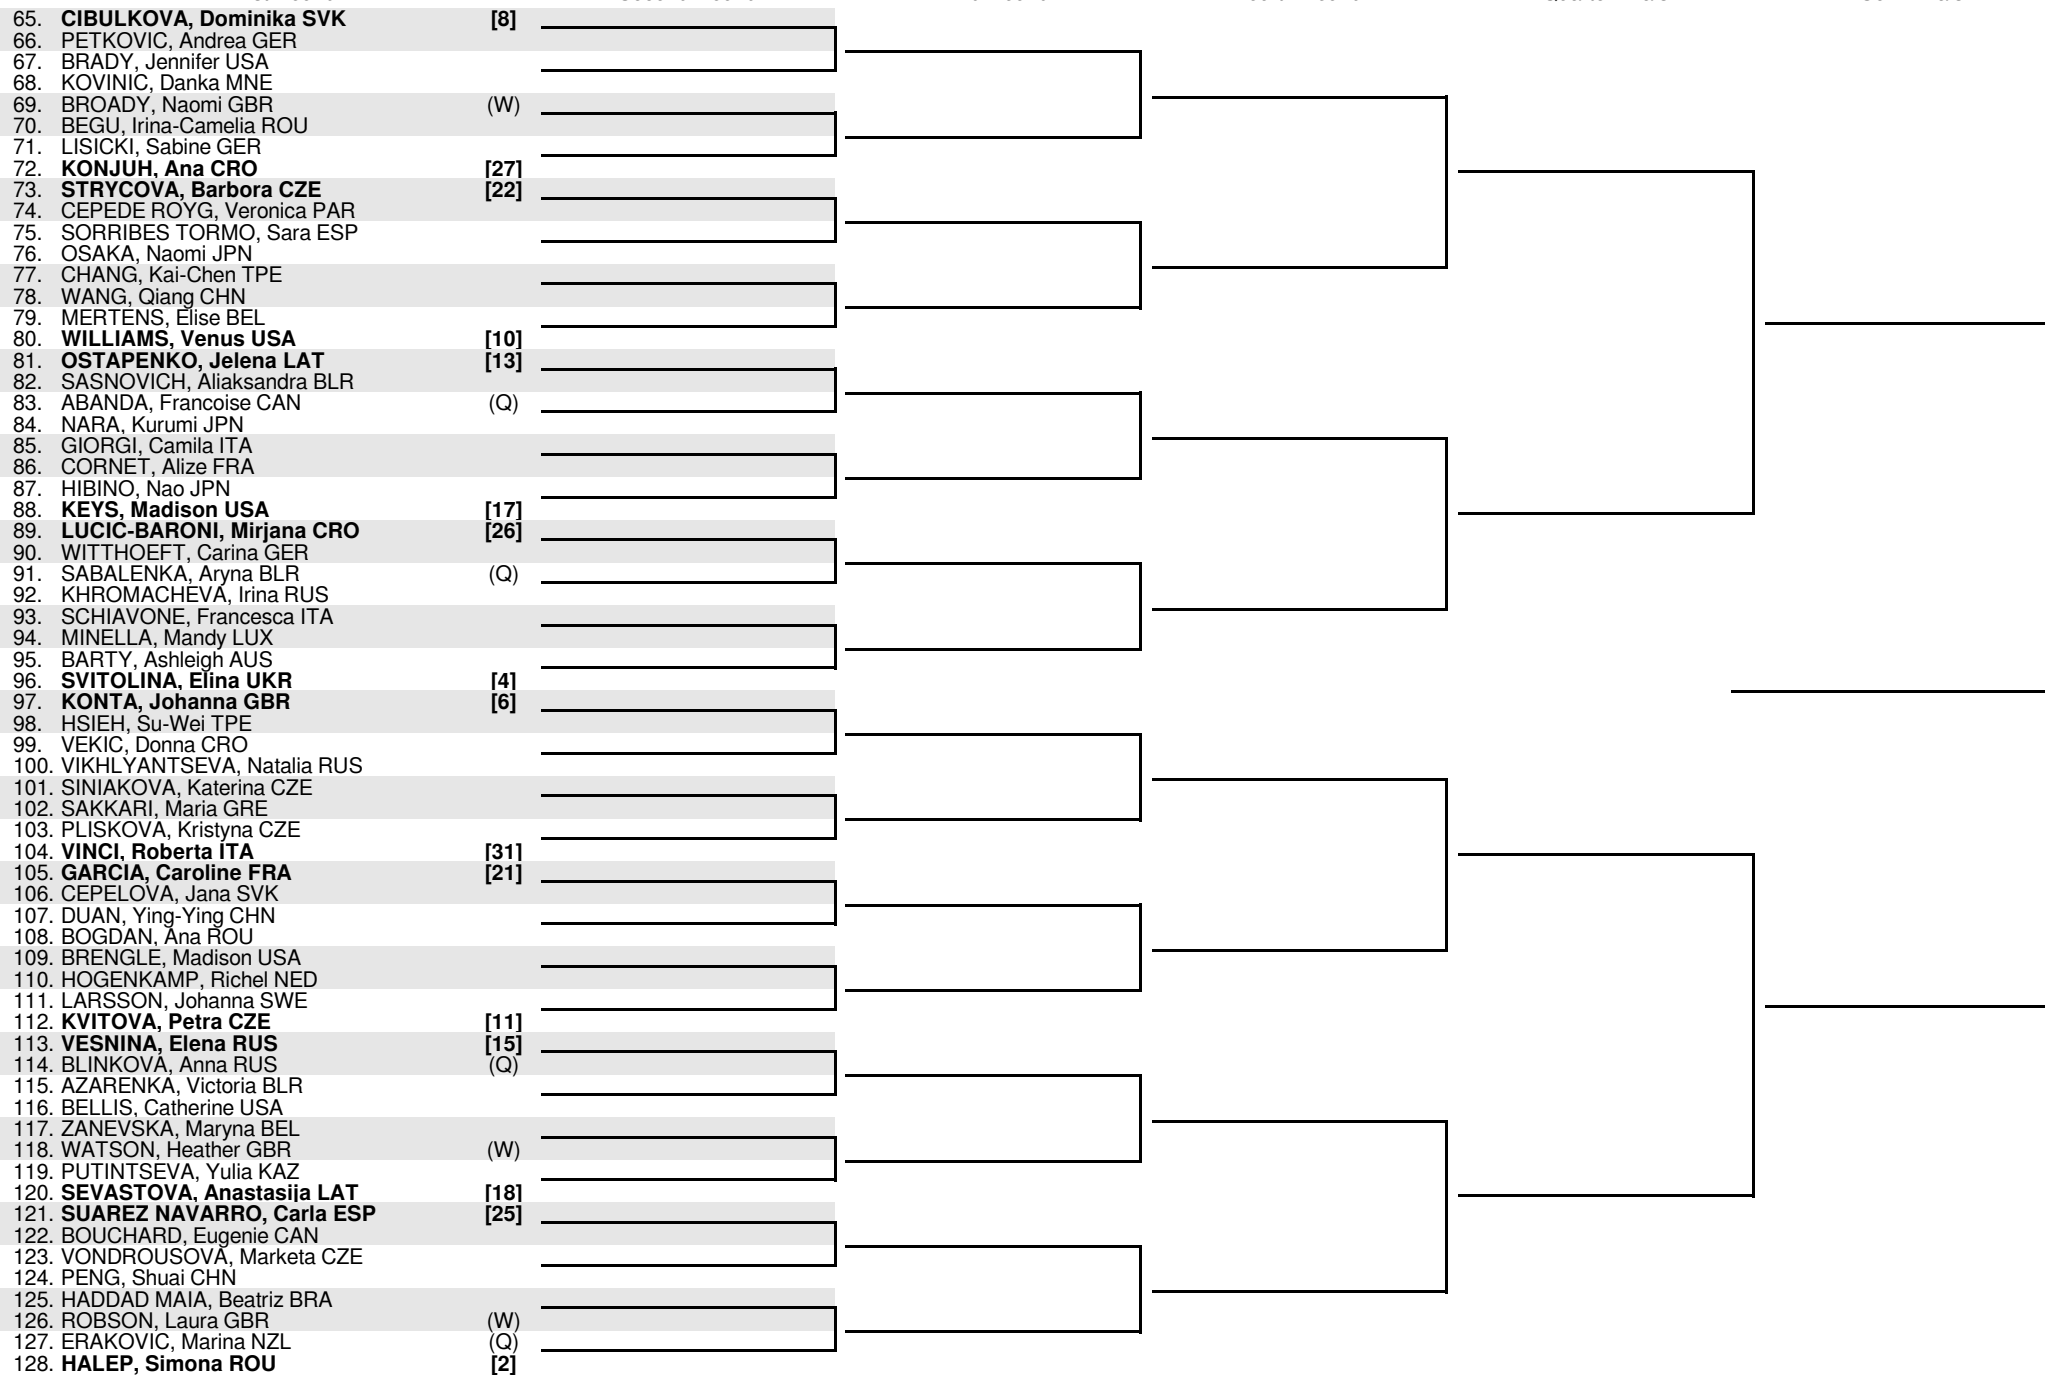 65. CIBULKOVA, Dominika SVK [8]
66. PETKOVIC, Andrea GER
67. BRADY, Jennifer USA
68. KOVINIC, Danka MNE
69. BROADY, Naomi GBR (W)
70. BEGU, Irina-Camelia ROU
71. LISICKI, Sabine GER
72. KONJUH, Ana CRO [27]
73. STRYCOVA, Barbora CZE [22]
74. CEPEDE ROYG, Veronica PAR
75. SORRIBES TORMO, Sara ESP
76. OSAKA, Naomi JPN
77. CHANG, Kai-Chen TPE
78. WANG, Qiang CHN
79. MERTENS, Elise BEL
80. WILLIAMS, Venus USA [10]
81. OSTAPENKO, Jelena LAT [13]
82. SASNOVICH, Aliaksandra BLR
83. ABANDA, Francoise CAN (Q)
84. NARA, Kurumi JPN
85. GIORGI, Camila ITA
86. CORNET, Alize FRA
87. HIBINO, Nao JPN
88. KEYS, Madison USA [17]
89. LUCIC-BARONI, Mirjana CRO [26]
90. WITTHOEFT, Carina GER
91. SABALENKA, Aryna BLR (Q)
92. KHROMACHEVA, Irina RUS
93. SCHIAVONE, Francesca ITA
94. MINELLA, Mandy LUX
95. BARTY, Ashleigh AUS
96. SVITOLINA, Elina UKR [4]
97. KONTA, Johanna GBR [6]
98. HSIEH, Su-Wei TPE
99. VEKIC, Donna CRO
100. VIKHLYANTSEVA, Natalia RUS
101. SINIAKOVA, Katerina CZE
102. SAKKARI, Maria GRE
103. PLISKOVA, Kristyna CZE
104. VINCI, Roberta ITA [31]
105. GARCIA, Caroline FRA [21]
106. CEPELOVA, Jana SVK
107. DUAN, Ying-Ying CHN
108. BOGDAN, Ana ROU
109. BRENGLE, Madison USA
110. HOGENKAMP, Richel NED
111. LARSSON, Johanna SWE
112. KVITOVA, Petra CZE [11]
113. VESNINA, Elena RUS [15]
114. BLINKOVA, Anna RUS (Q)
115. AZARENKA, Victoria BLR
116. BELLIS, Catherine USA
117. ZANEVSKA, Maryna BEL
118. WATSON, Heather GBR (W)
119. PUTINTSEVA, Yulia KAZ
120. SEVASTOVA, Anastasija LAT [18]
121. SUAREZ NAVARRO, Carla ESP [25]
122. BOUCHARD, Eugenie CAN
123. VONDROUSOVA, Marketa CZE
124. PENG, Shuai CHN
125. HADDAD MAIA, Beatriz BRA
126. ROBSON, Laura GBR (W)
127. ERAKOVIC, Marina NZL (Q)
128. HALEP, Simona ROU [2]